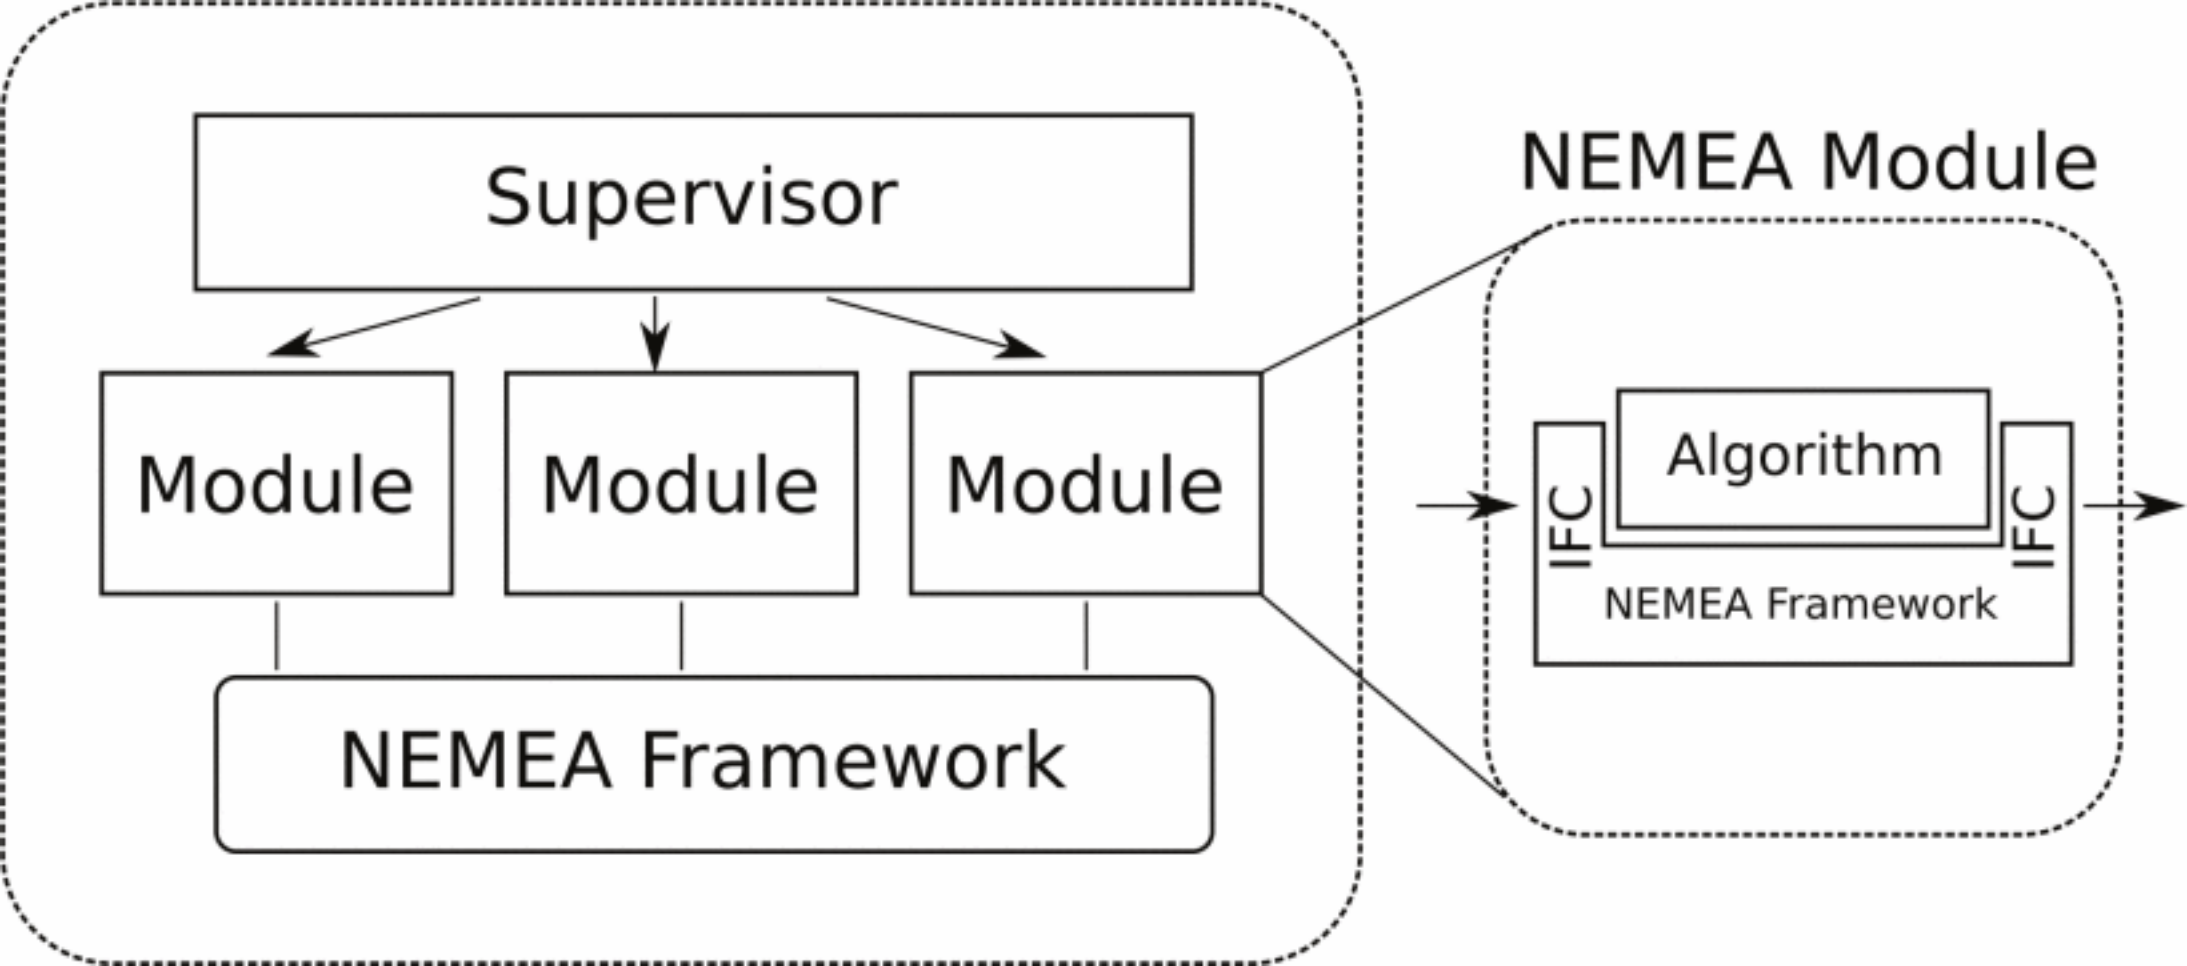 Supervisor
Module
Module
Module
NEMEA Framework
NEMEA Module
Algorithm
IFC
IFC
NEMEA Framework